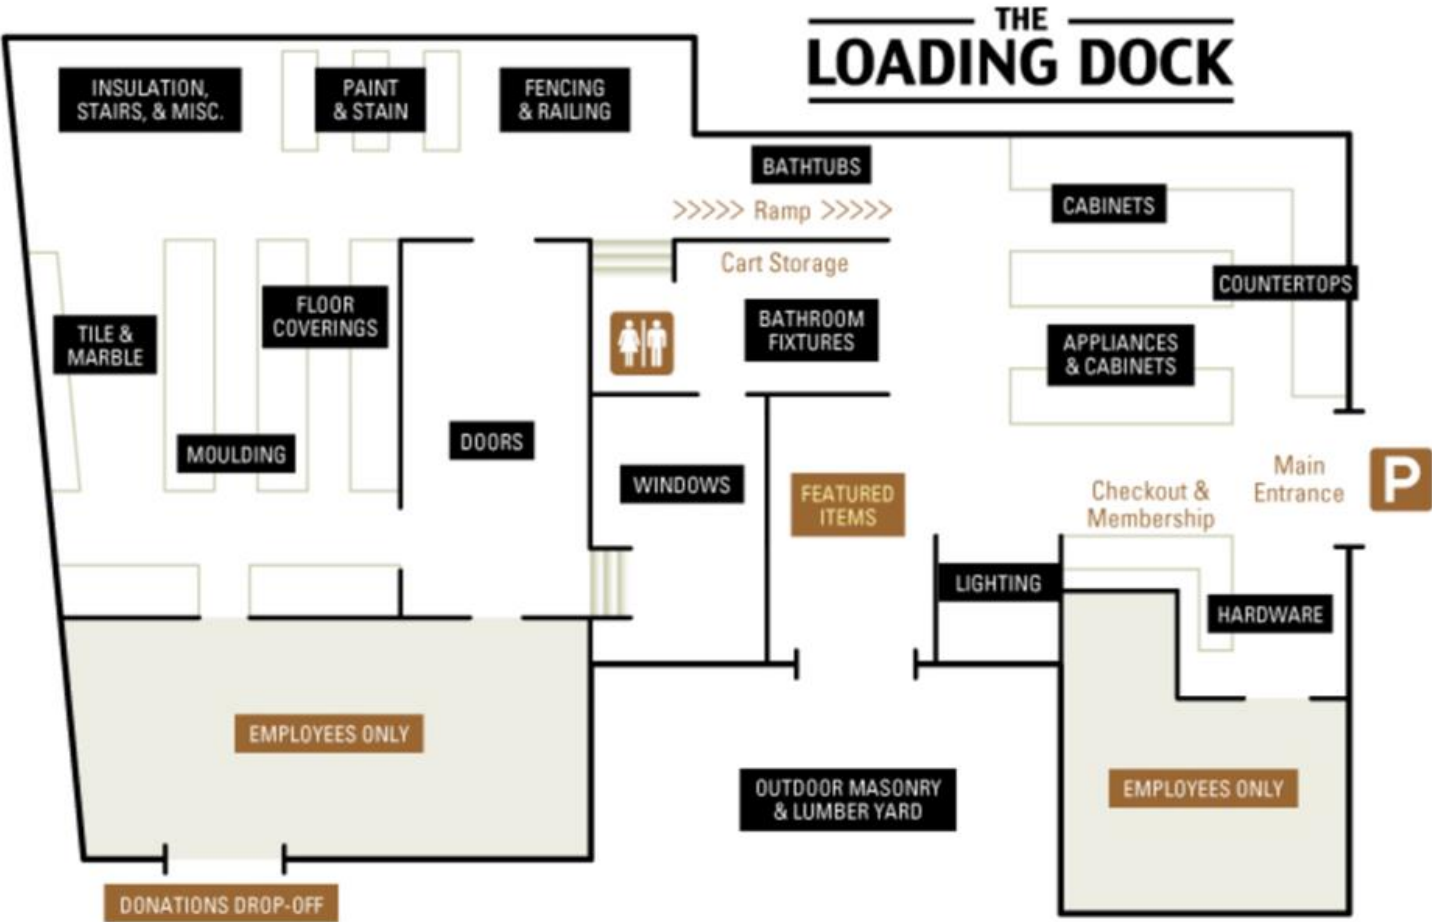 THE
LOADING DOCK
INSULATION,
STAIRS, & MISC.
PAINT
& STAIN
FENCING
& RAILING
BATHTUBS
>>>>> Ramp >>>>>
CABINETS
Cart Storage
COUNTERTOPS
FLOOR
COVERINGS
TILE &
MARBLE
BATHROOM
FIXTURES
APPLIANCES
& CABINETS
MOULDING
DOORS
WINDOWS
FEATURED
ITEMS
Checkout &
Membership
Main
Entrance
P
LIGHTING
HARDWARE
EMPLOYEES ONLY
OUTDOOR MASONRY
& LUMBER YARD
EMPLOYEES ONLY
DONATIONS DROP-OFF